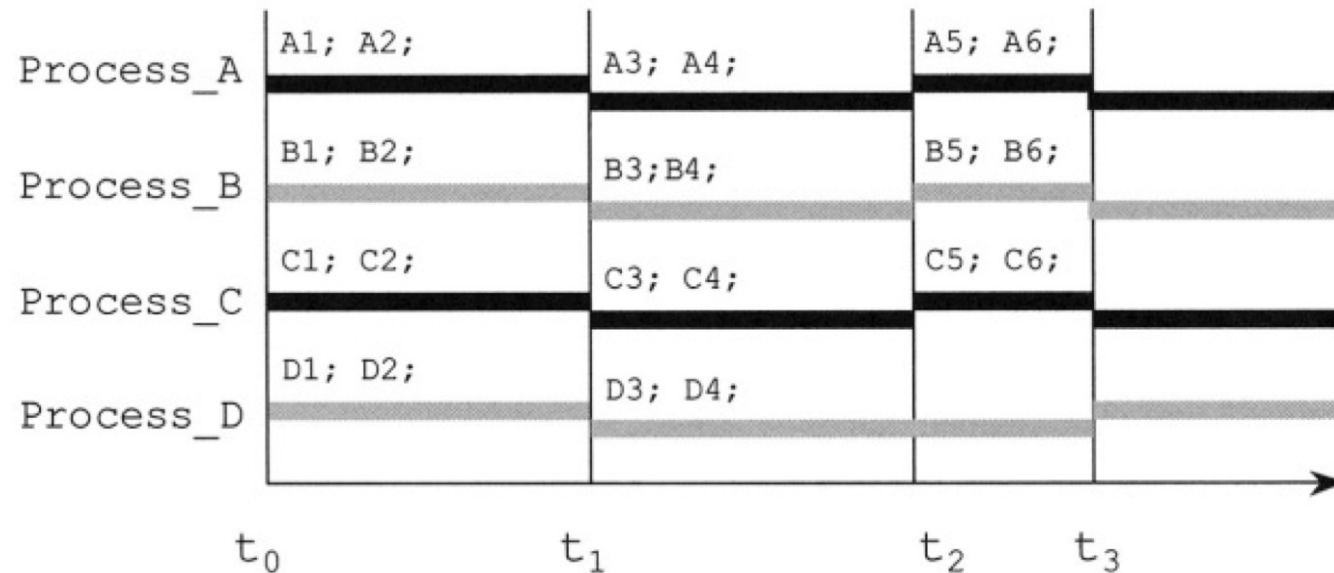 A1; A2;
A5; A6;
Process_A
A3; A4;
B1; B2;
B5; B6;
Process_B
B3;B4;
C1; C2;
C5; C6;
Process_C
C3; C4;
D1; D2;
Process_D
D3; D4;
t0 t1 t2 t3